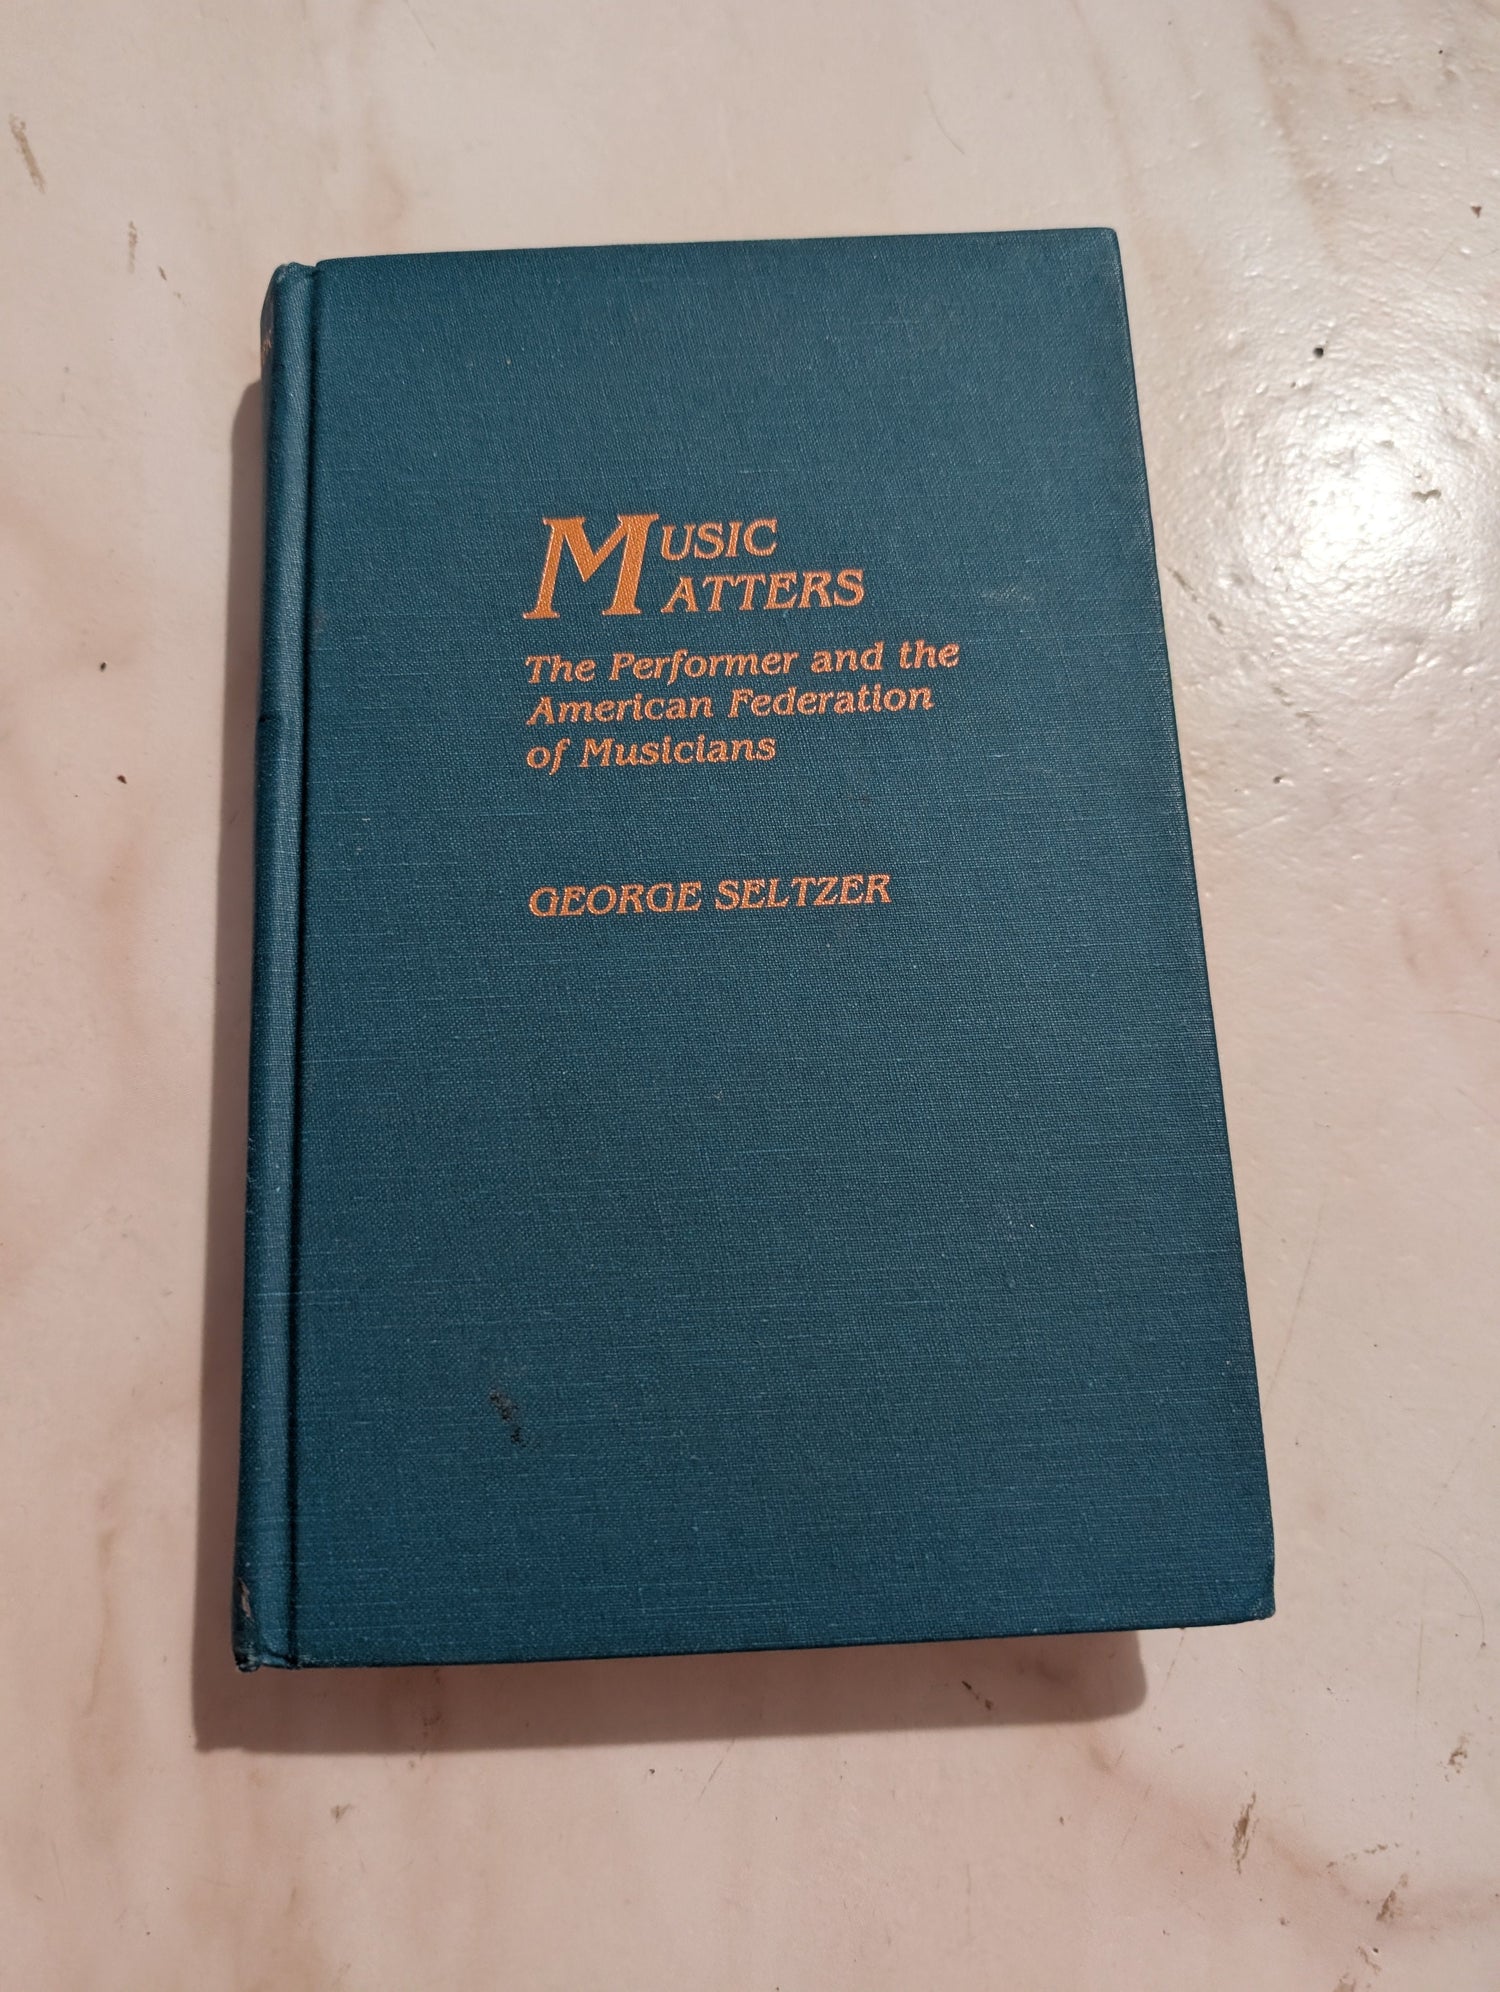 MUSIC
MATTERS
The Performer and the
American Federation
of Musicians
GEORGE SELTZER